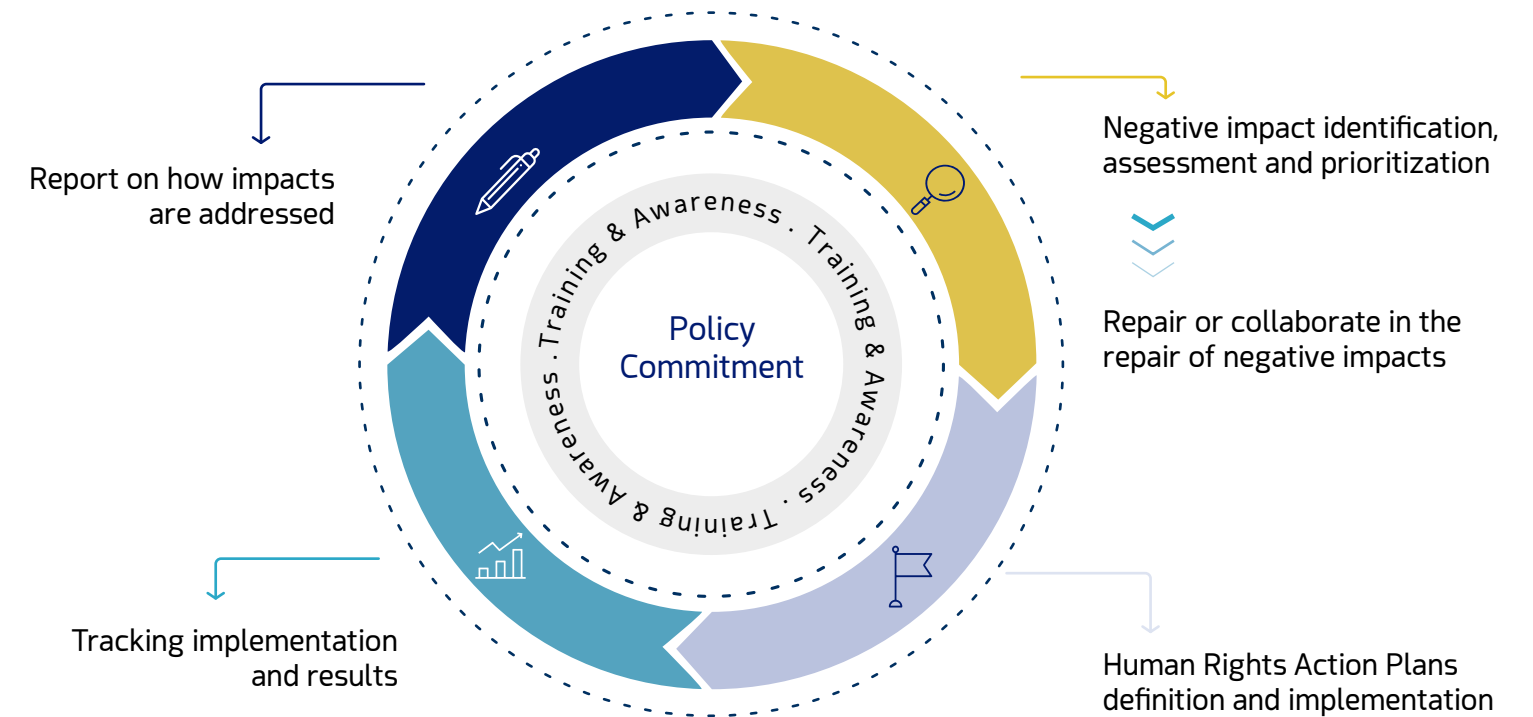 Negative impact identification,
assessment and prioritization
Repair or collaborate in the
repair of negative impacts
Report on how impacts
are addressed
Training & Awareness . Training & Awareness . Training & Awareness .
Policy
Commitment
Tracking implementation
and results
Human Rights Action Plans
definition and implementation